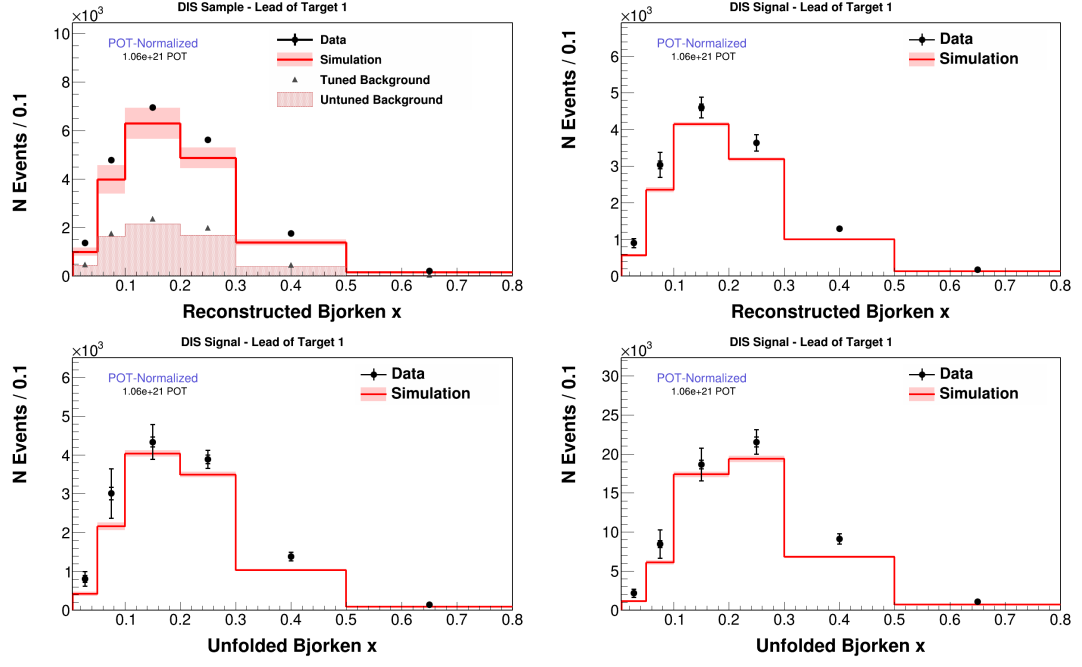 DIS Sample - Lead of Target 1
×10³
POT-Normalized
1.06e+21 POT
Data
Simulation
Tuned Background
Untuned Background
N Events / 0.1
10
8
6
4
2
0
0.1 0.2 0.3 0.4 0.5 0.6 0.7 0.8
Reconstructed Bjorken x
DIS Signal - Lead of Target 1
×10³
POT-Normalized
1.06e+21 POT
Data
Simulation
N Events / 0.1
6
5
4
3
2
1
0
0.1 0.2 0.3 0.4 0.5 0.6 0.7 0.8
Reconstructed Bjorken x
DIS Signal - Lead of Target 1
×10³
POT-Normalized
1.06e+21 POT
Data
Simulation
N Events / 0.1
6
5
4
3
2
1
0
0.1 0.2 0.3 0.4 0.5 0.6 0.7 0.8
Unfolded Bjorken x
DIS Signal - Lead of Target 1
×10³
POT-Normalized
1.06e+21 POT
Data
Simulation
N Events / 0.1
30
25
20
15
10
5
0
0.1 0.2 0.3 0.4 0.5 0.6 0.7 0.8
Unfolded Bjorken x